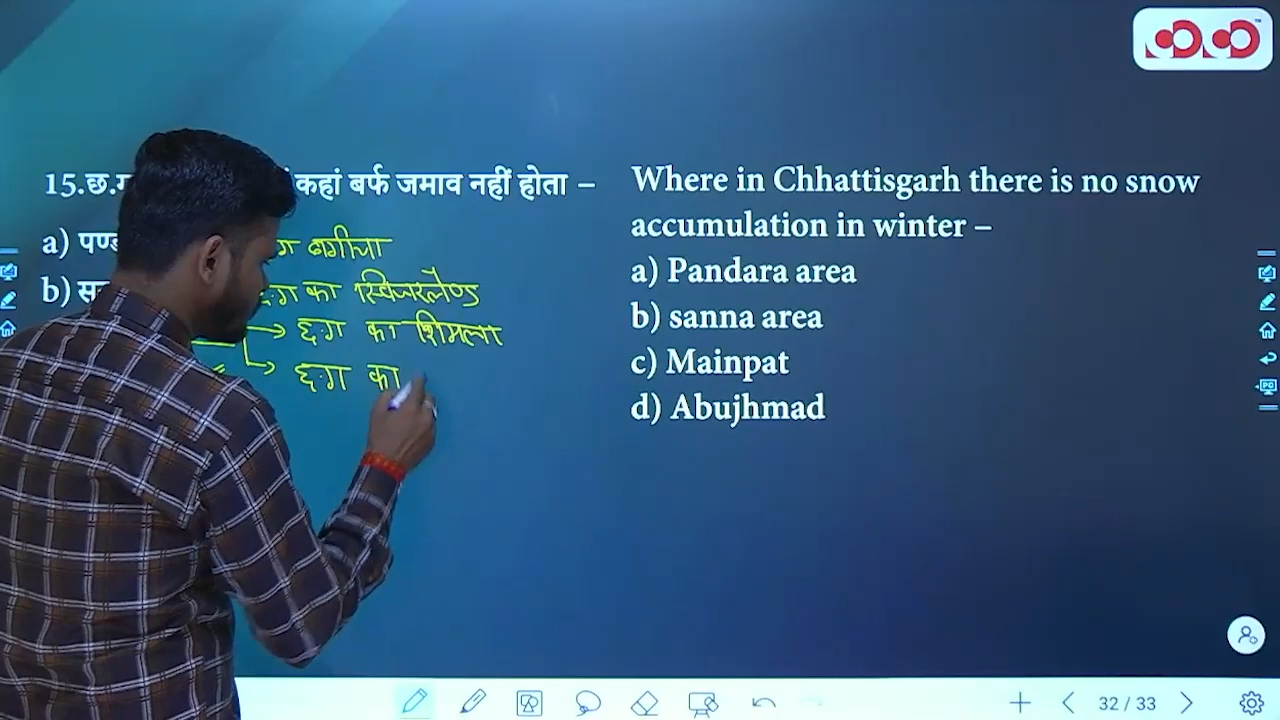 15.छ.ग कहां बर्फ जमाव नहीं होता –
a) पण्ड
ग बगीचा
b) स
छ.ग का स्विजरलैण्ड
छ.ग का शिमला
छ.ग का
Where in Chhattisgarh there is no snow
accumulation in winter –
a) Pandara area
b) sanna area
c) Mainpat
d) Abujhmad
32 / 33